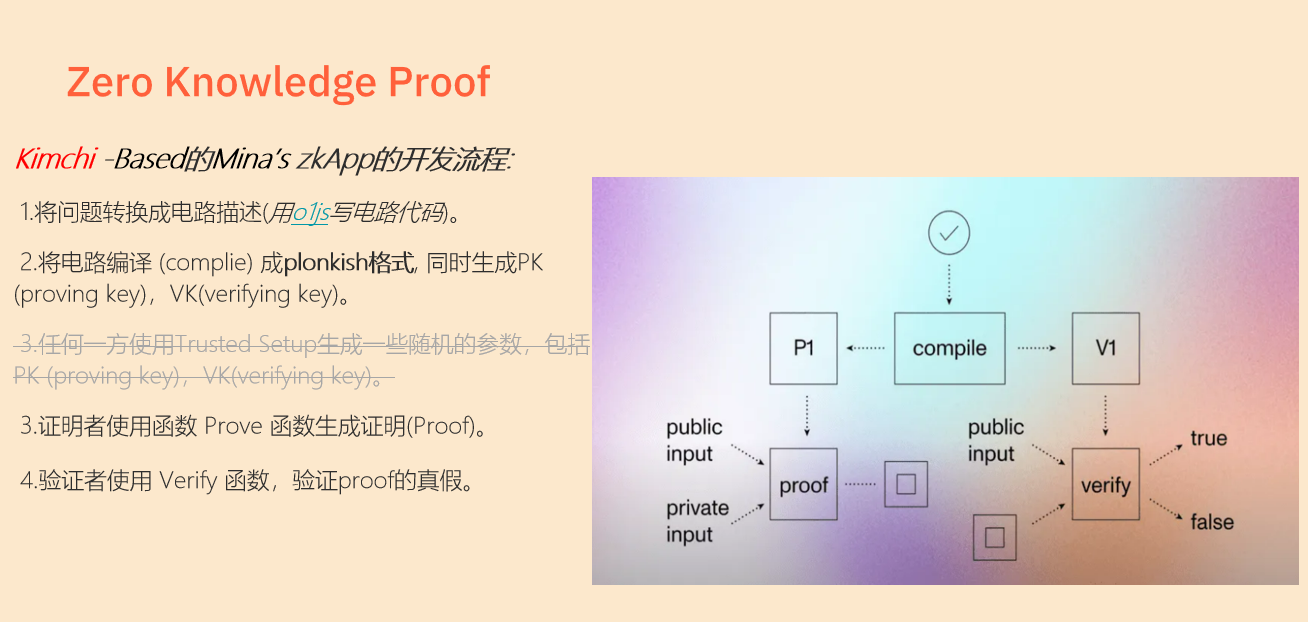 Zero Knowledge Proof
Kimchi -Based的Mina's zkApp的开发流程:
1.将问题转换成电路描述(用o1js写电路代码)。
2.将电路编译 (complie) 成plonkish格式, 同时生成PK
(proving key)，VK(verifying key)。
3.任何一方使用Trusted Setup生成一些随机的参数，包括
PK (proving key)，VK(verifying key)。
3.证明者使用函数 Prove 函数生成证明(Proof)。
4.验证者使用 Verify 函数，验证proof的真假。
P1
compile
V1
public
input
private
input
proof
public
input
verify
true
false